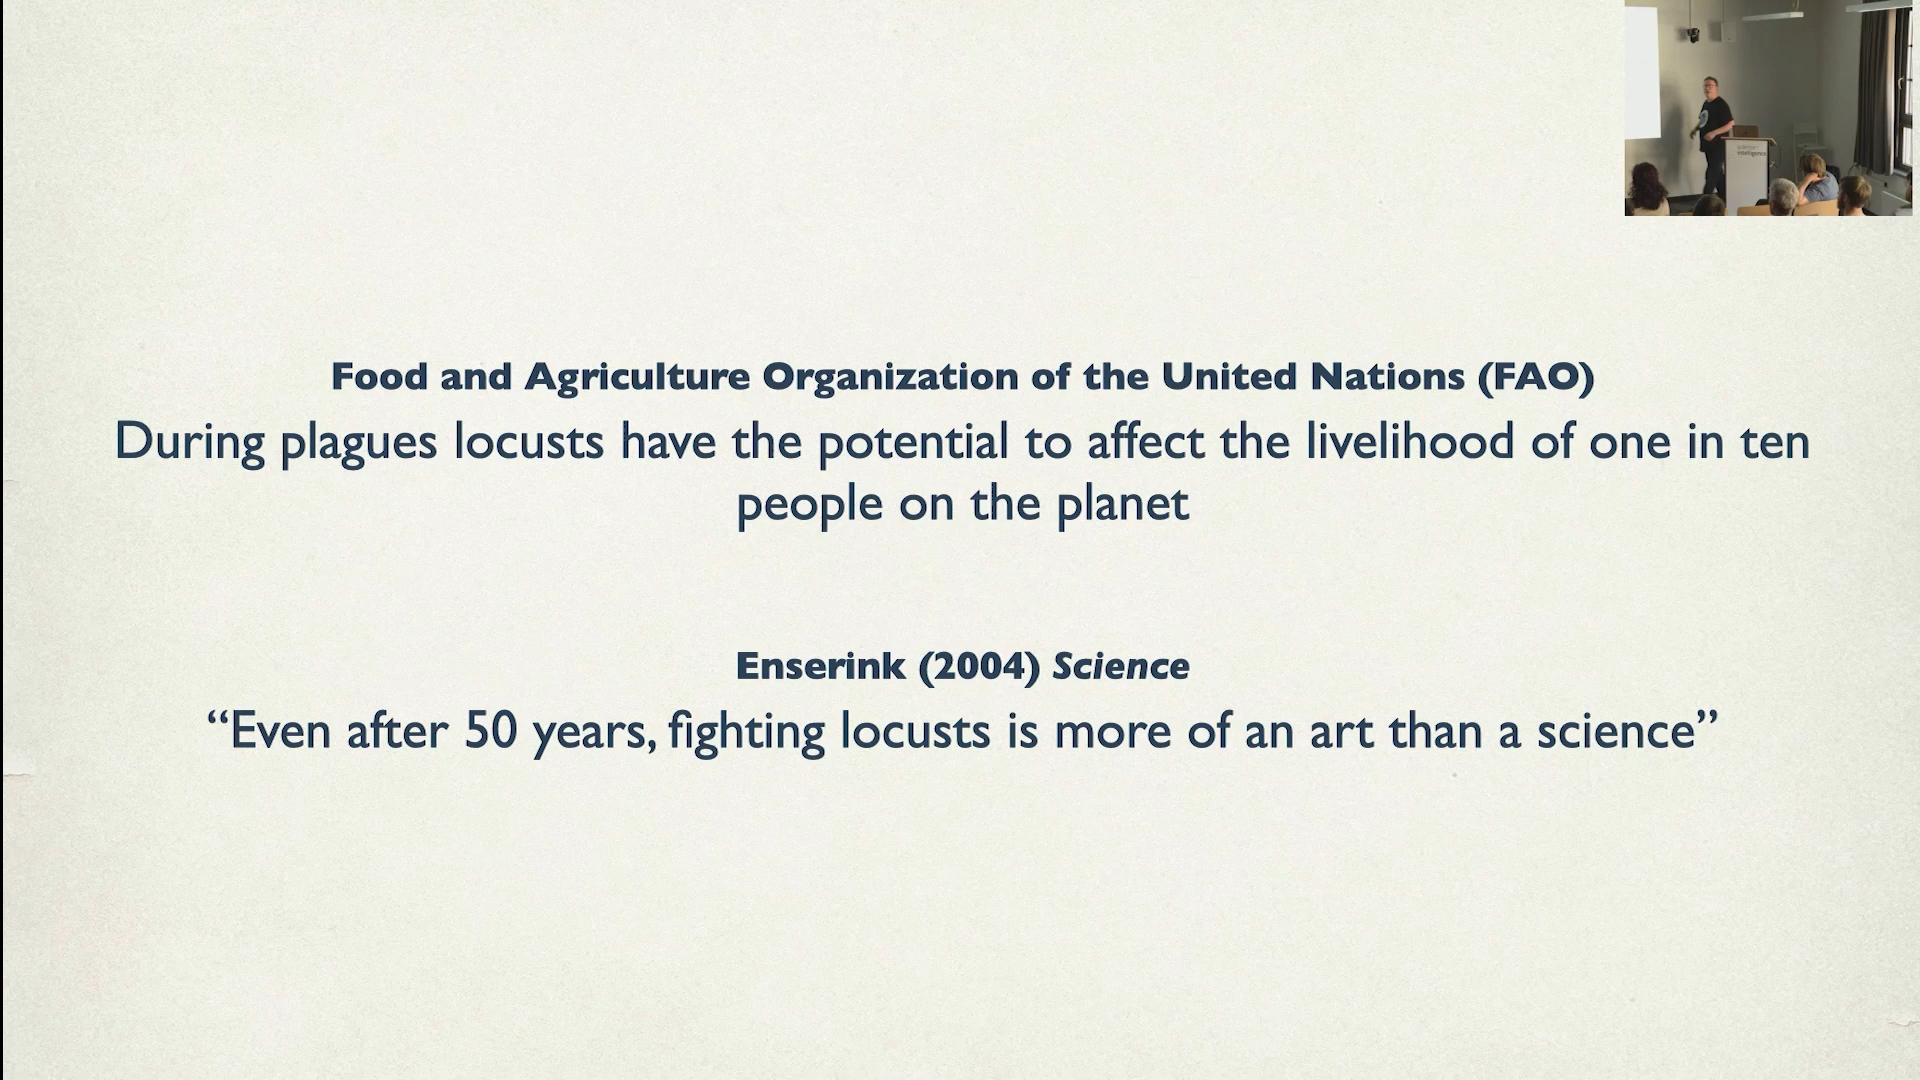 Food and Agriculture Organization of the United Nations (FAO)
During plagues locusts have the potential to affect the livelihood of one in ten
people on the planet
Enserink (2004) Science
“Even after 50 years, fighting locusts is more of an art than a science”
intelligence